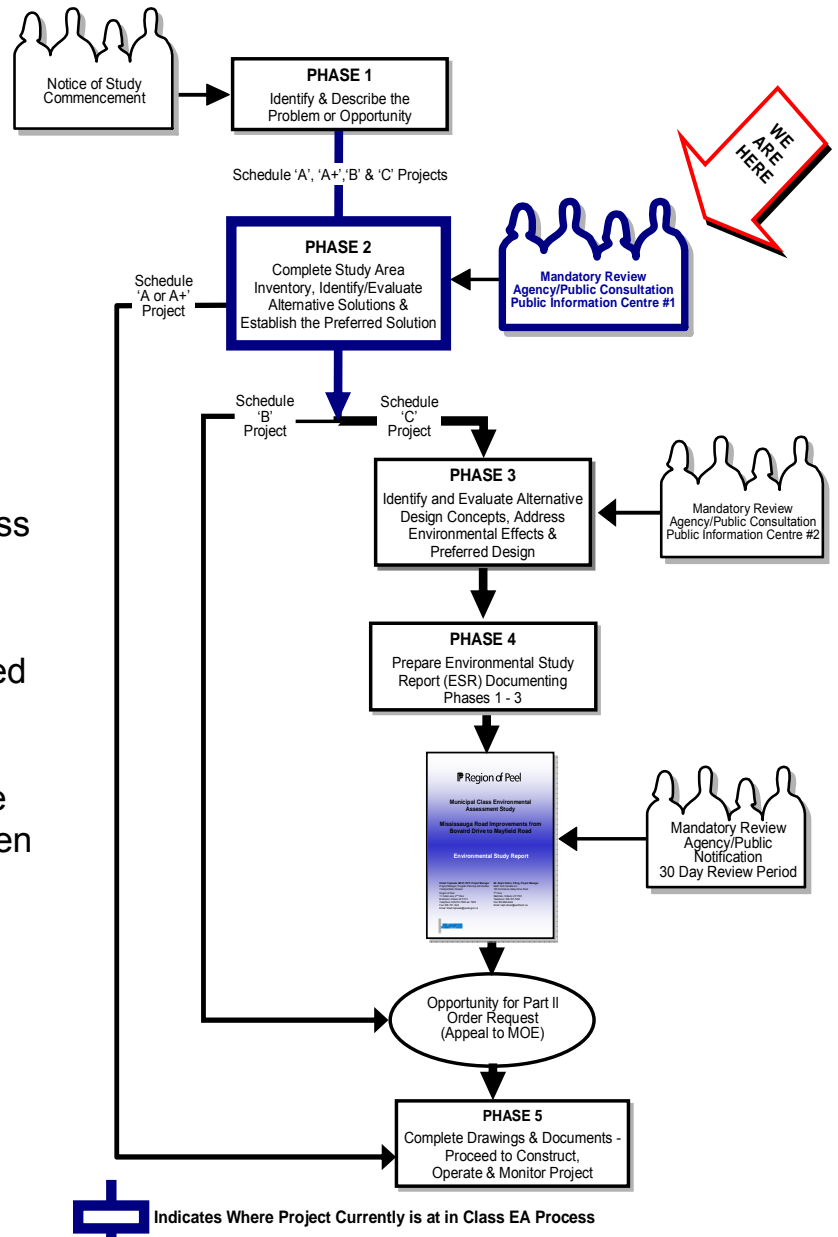 Notice of Study
Commencement
PHASE 1
Identify & Describe the
Problem or Opportunity
WE
ARE
HERE
Schedule ‘A’, ‘A+’,‘B’ & ‘C’ Projects
PHASE 2
Complete Study Area
Inventory, Identify/Evaluate
Alternative Solutions &
Establish the Preferred Solution
Mandatory Review
Agency/Public Consultation
Public Information Centre #1
Schedule
‘A or A+’
Project
Schedule
‘B’
Project
Schedule
‘C’
Project
PHASE 3
Identify and Evaluate Alternative
Design Concepts, Address
Environmental Effects &
Preferred Design
Mandatory Review
Agency/Public Consultation
Public Information Centre #2
ss
ed
e
en
PHASE 4
Prepare Environmental Study
Report (ESR) Documenting
Phases 1 - 3
Region of Peel
Municipal Class Environmental
Assessment Study
Mississauga Road Improvements from
Bovaird Drive to Mayfield Road
Environmental Study Report
Mandatory Review
Agency/Public
Notification
30 Day Review Period
Opportunity for Part II
Order Request
(Appeal to MOE)
PHASE 5
Complete Drawings & Documents -
Proceed to Construct,
Operate & Monitor Project
Indicates Where Project Currently is at in Class EA Process